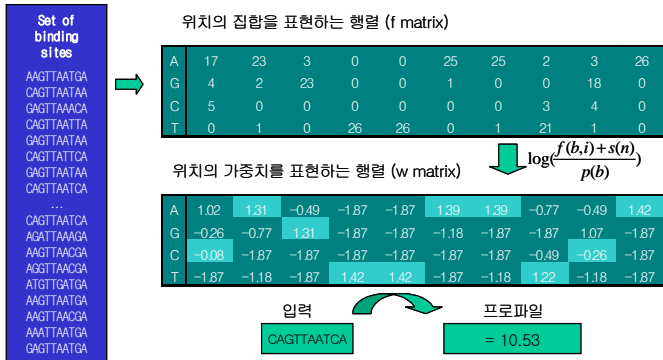 Set of
binding
sites
AAGTTAATGA
CAGTTAATAA
GAGTTAAACA
CAGTTAATTA
GAGTTAATAA
CAGTTATTCA
GAGTTAATAA
CAGTTAATCA
...
CAGTTAATCA
AGATTAAAGA
AAGTTAACGA
AGGTTAACGA
ATGTTGATGA
AAGTTAATGA
AAGTTAACGA
AAATTAATGA
GAGTTAATGA
위치의 집합을 표현하는 행렬 (f matrix)
A 17 23 3 0 0 25 25 2 3 26
G 4 2 23 0 0 1 0 0 18 0
C 5 0 0 0 0 0 0 3 4 0
T 0 1 0 26 26 0 1 21 1 0
log(f(b,i)+s(n)/p(b))
위치의 가중치를 표현하는 행렬 (w matrix)
A 1.02 1.31 -0.49 -1.87 -1.87 1.39 1.39 -0.77 -0.49 1.42
G -0.26 -0.77 1.31 -1.87 -1.87 -1.18 -1.87 -1.87 1.07 -1.87
C -0.08 -1.87 -1.87 -1.87 -1.87 -1.87 -1.87 -0.49 -0.26 -1.87
T -1.87 -1.18 -1.87 1.42 1.42 -1.87 -1.18 1.22 -1.18 -1.87
입력 프로파일
CAGTTAATCA = 10.53